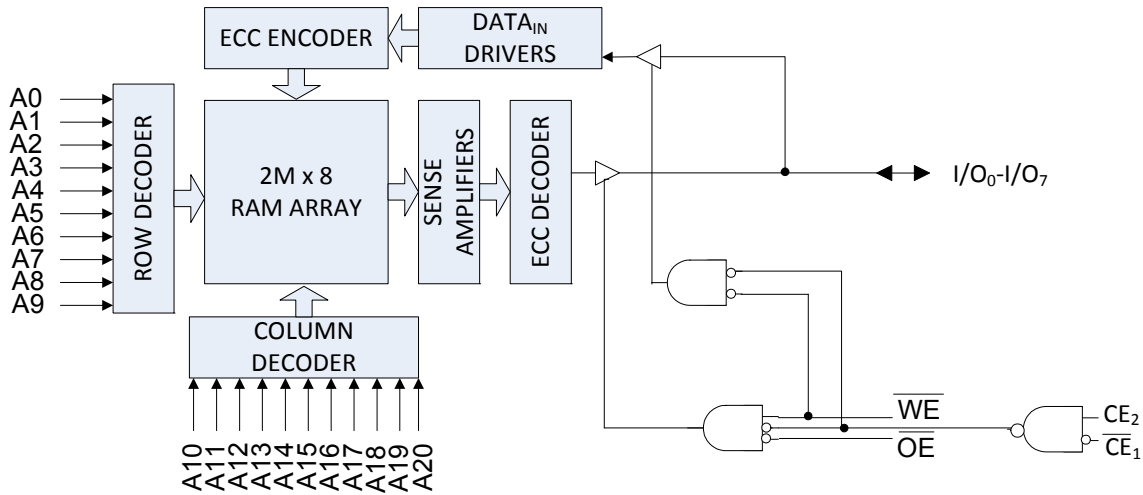 ECC ENCODER
DATAIN
DRIVERS
A0
A1
A2
A3
A4
A5
A6
A7
A8
A9
ROW DECODER
2M x 8
RAM ARRAY
SENSE
AMPLIFIERS
ECC DECODER
I/O0-I/O7
COLUMN
DECODER
A10
A11
A12
A13
A14
A15
A16
A17
A18
A19
A20
WE
OE
CE2
CE1